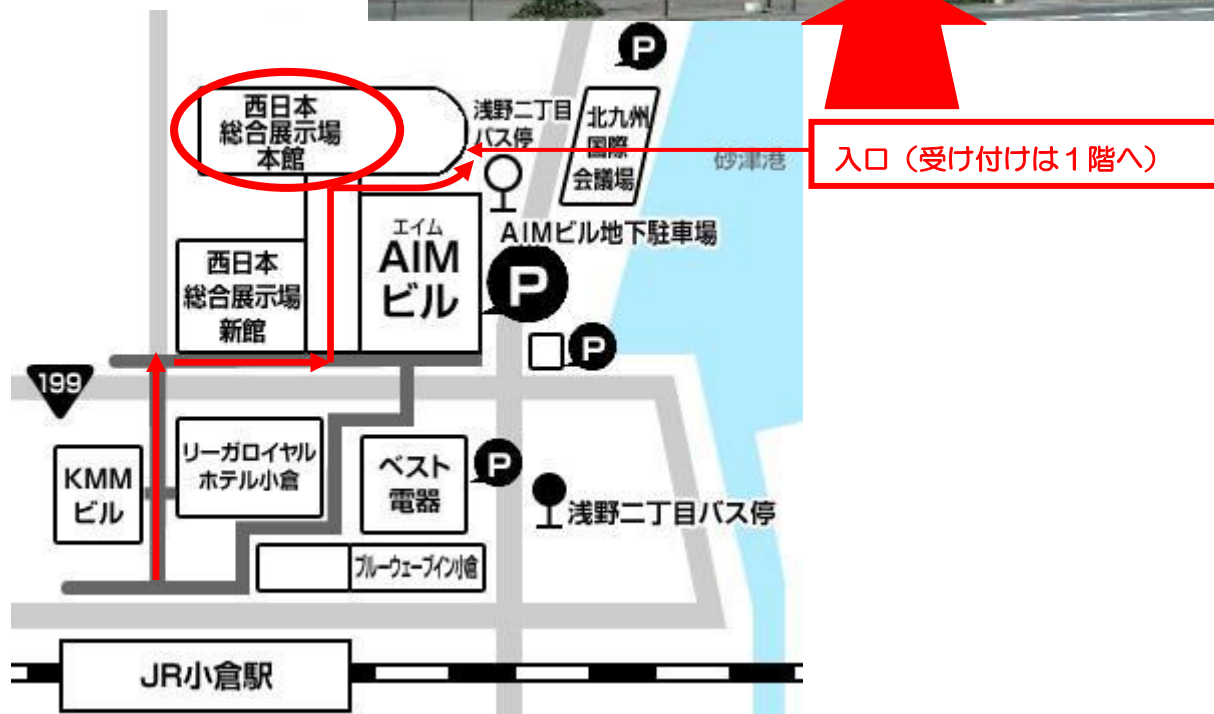 P
西日本
総合展示場
本館
浅野二丁目
バス停
北九州
国際
会議場
砂津港
入口（受け付けは１階へ）
エイム
AIM
ビル
AIMビル地下駐車場
P
西日本
総合展示場
新館
P
199
リーガロイヤル
ホテル小倉
KMM
ビル
ベスト
電器
P
浅野二丁目バス停
ブルーウェーブイン小倉
JR小倉駅